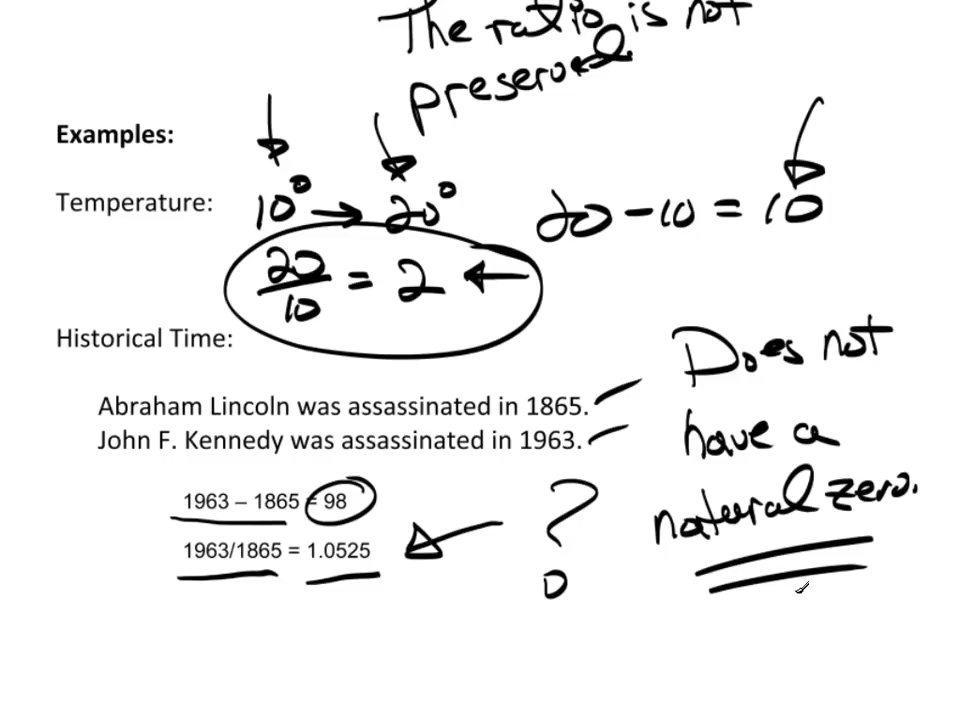 The ratio is not
preserved
Examples:
Temperature: 10° → 20° 20 - 10 = 10
20/10 = 2 ←
Historical Time:
Does not
Abraham Lincoln was assassinated in 1865.
John F. Kennedy was assassinated in 1963.
have a
natural zero.
1963 – 1865 = 98
1963/1865 = 1.0525
?